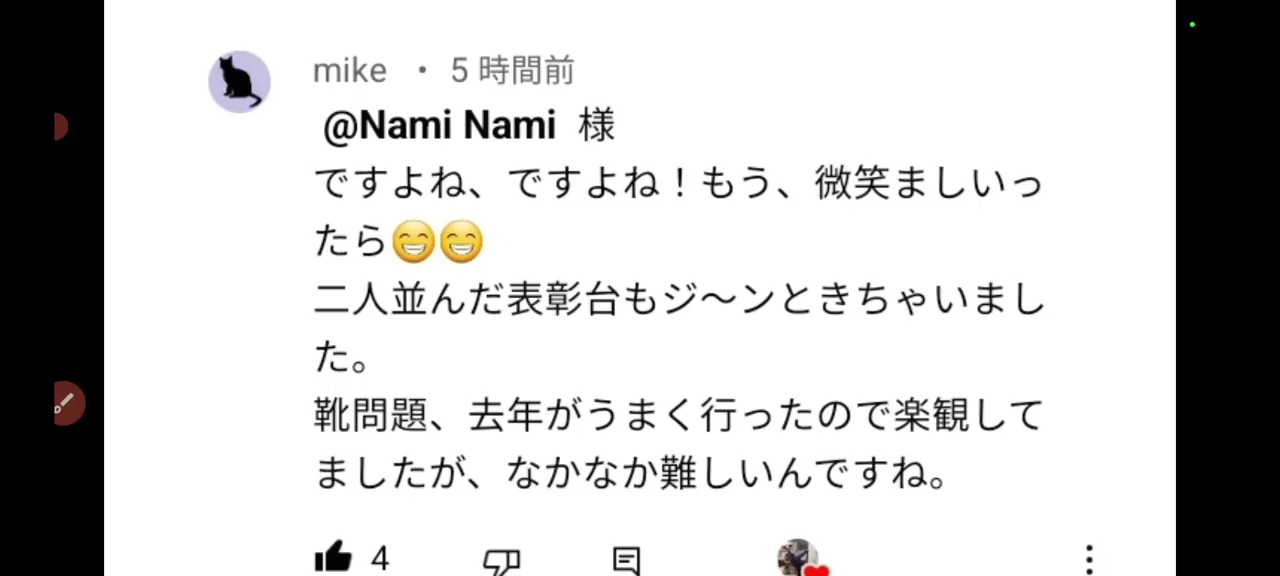 mike ・ 5 時間前
@Nami Nami 様
ですよね、ですよね！もう、微笑ましいっ
たら😁😁
二人並んだ表彰台もジ〜ンときちゃいまし
た。
靴問題、去年がうまく行ったので楽観して
ましたが、なかなか難しいんですね。
4